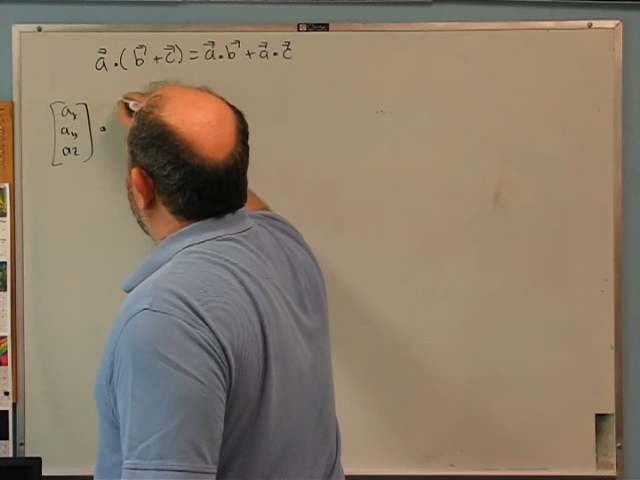 a⃗ · (b⃗ + c⃗) = a⃗ · b⃗ + a⃗ · c⃗
[ax
ay
az] ·